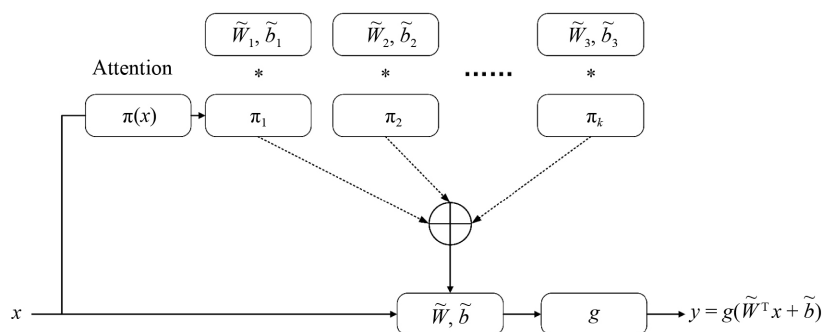 W̃₁, b̃₁ W̃₂, b̃₂ W̃₃, b̃₃
Attention * * ...... *
π(x) π₁ π₂ πₖ
x W̃, b̃ g y = g(W̃ᵀx + b̃)